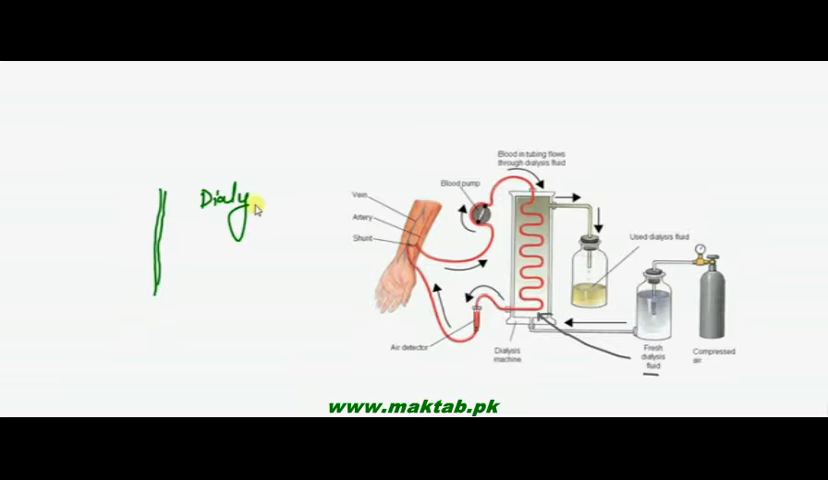 Dialy
Blood in tubing flows
through dialysis fluid
Blood pump
Vein
Artery
Shunt
Used dialysis fluid
Air detector
Dialysis
machine
Fresh
dialysis
fluid
Compressed
air
www.maktab.pk